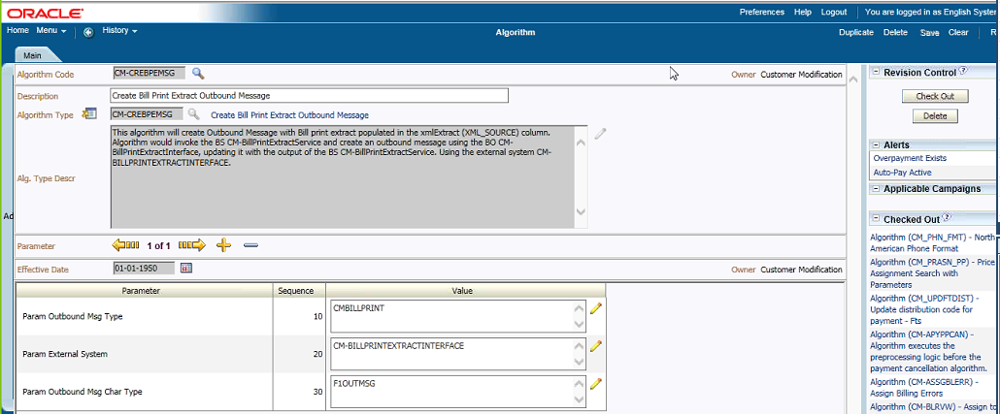 ORACLE
Preferences Help Logout You are logged in as English System
Home Menu History Algorithm Duplicate Delete Save Clear R
Main
Algorithm Code CM-CREBPEMSG Owner Customer Modification
Description Create Bill Print Extract Outbound Message
Algorithm Type CM-CREBPEMSG Create Bill Print Extract Outbound Message
Alg. Type Descr
This algorithm will create Outbound Message with Bill print extract populated in the xmlExtract (XML_SOURCE) column.
Algorithm would invoke the BS CM-BillPrintExtractService and create an outbound message using the BO CM-
BillPrintExtractInterface, updating it with the output of the BS CM-BillPrintExtractService. Using the external system CM-
BILLPRINTEXTRACTINTERFACE.
Ad
Parameter 1 of 1
Effective Date 01-01-1950 Owner Customer Modification
Parameter Sequence Value
Param Outbound Msg Type 10 CMBILLPRINT
Param External System 20 CM-BILLPRINTEXTRACTINTERFACE
Param Outbound Msg Char Type 30 F1OUTMSG
Revision Control ?
Check Out
Delete
Alerts
Overpayment Exists
Auto-Pay Active
Applicable Campaigns
Checked Out ?
Algorithm (CM_PHN_FMT) - North
American Phone Format
Algorithm (CM_PRASN_PP) - Price
Assignment Search with
Parameters
Algorithm (CM_UPDFTDIST) -
Update distribution code for
payment - Fts
Algorithm (CM-APYPPCAN) -
Algorithm executes the
preprocessing logic before the
payment cancellation algorithm.
Algorithm (CM-ASSGBLERR) -
Assign Billing Errors
Algorithm (CM-BLRVW) - Assign to